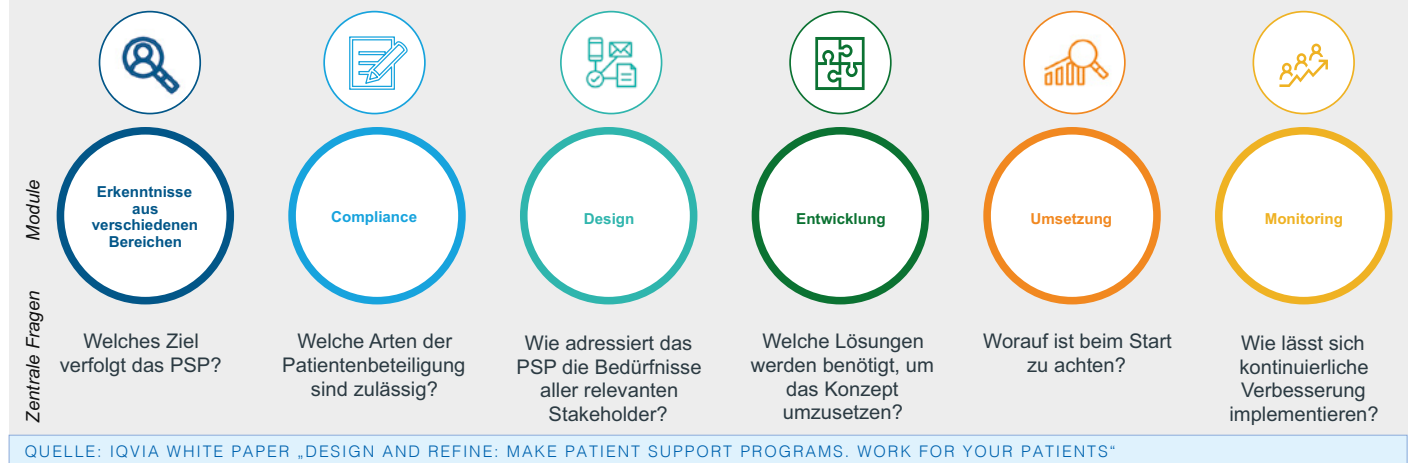 Module
Erkenntnisse
aus
verschiedenen
Bereichen
Compliance
Design
Entwicklung
Umsetzung
Monitoring
Zentrale Fragen
Welches Ziel
verfolgt das PSP?
Welche Arten der
Patientenbeteiligung
sind zulässig?
Wie adressiert das
PSP die Bedürfnisse
aller relevanten
Stakeholder?
Welche Lösungen
werden benötigt, um
das Konzept
umzusetzen?
Worauf ist beim Start
zu achten?
Wie lässt sich
kontinuierliche
Verbesserung
implementieren?
QUELLE: IQVIA WHITE PAPER „DESIGN AND REFINE: MAKE PATIENT SUPPORT PROGRAMS. WORK FOR YOUR PATIENTS“